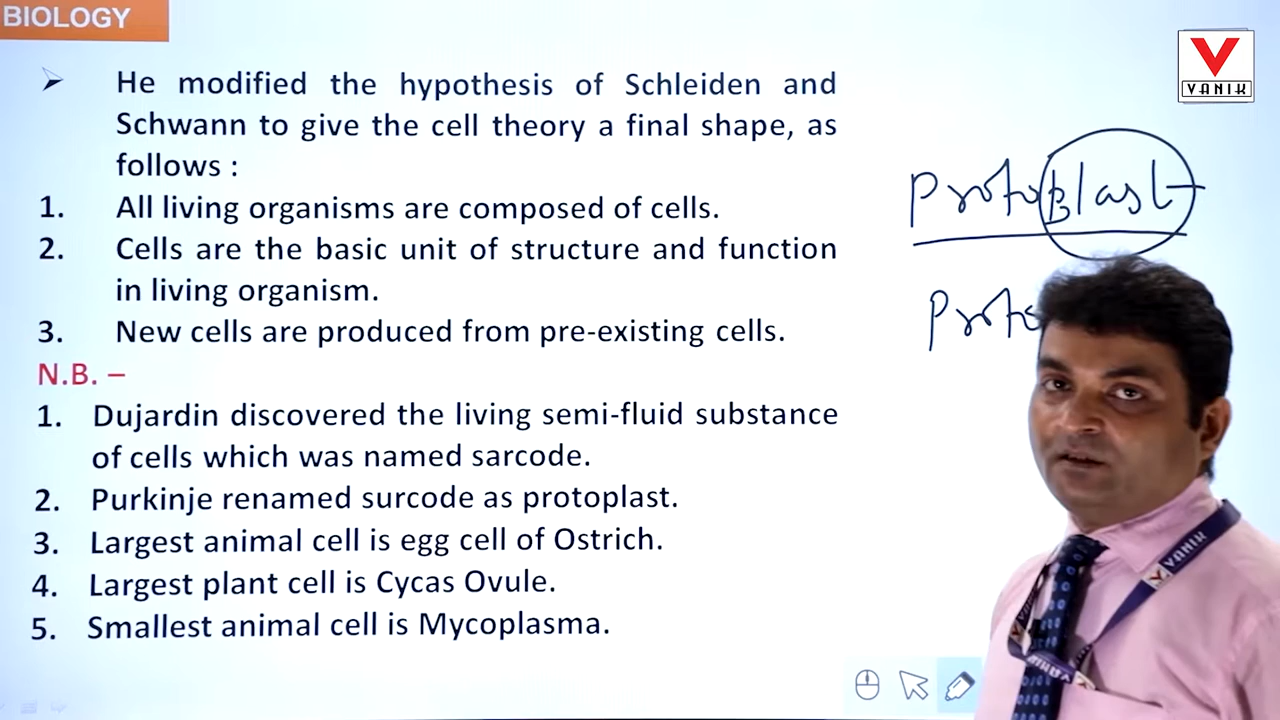 BIOLOGY
VANIK
➤ He modified the hypothesis of Schleiden and
Schwann to give the cell theory a final shape, as
follows :
1. All living organisms are composed of cells.
2. Cells are the basic unit of structure and function
in living organism.
3. New cells are produced from pre-existing cells.
N.B. –
1. Dujardin discovered the living semi-fluid substance
of cells which was named sarcode.
2. Purkinje renamed surcode as protoplast.
3. Largest animal cell is egg cell of Ostrich.
4. Largest plant cell is Cycas Ovule.
5. Smallest animal cell is Mycoplasma.
Protoplast
Proto
VANIK